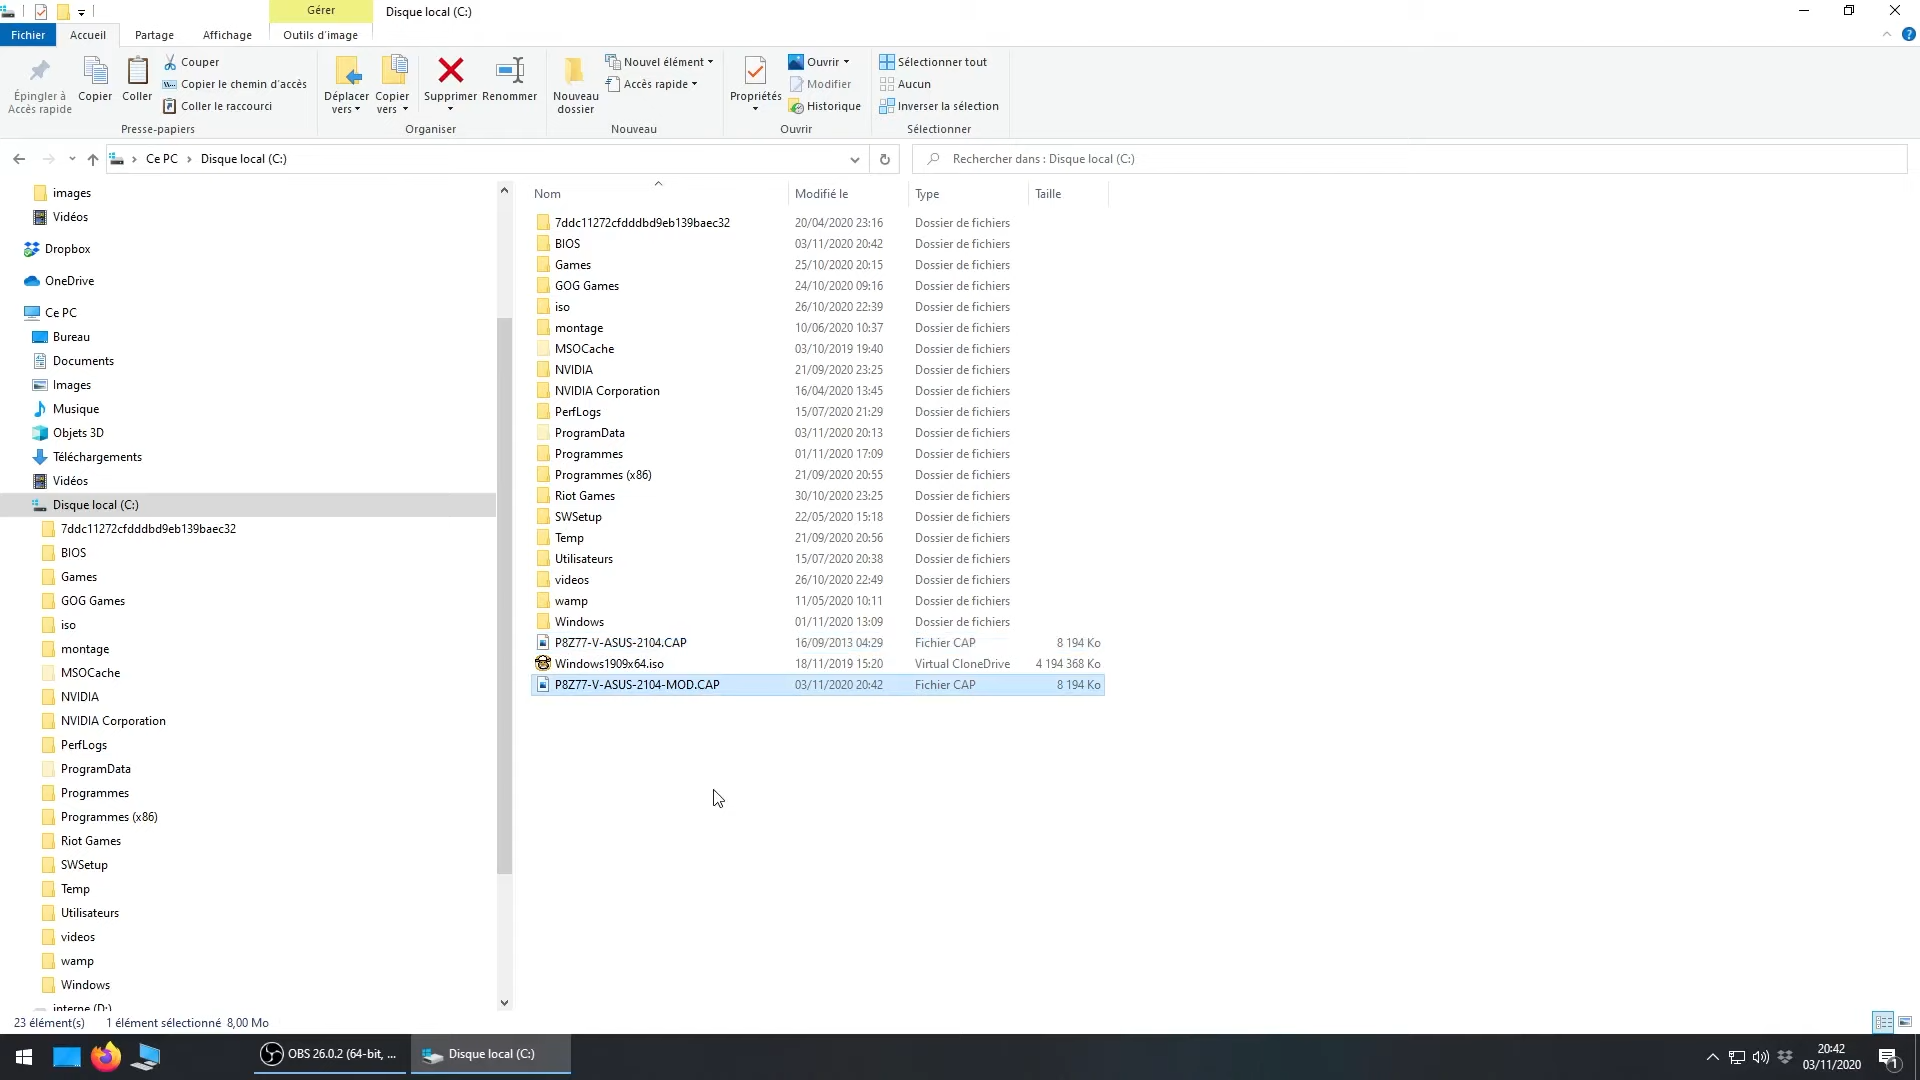 Gérer
Disque local (C:)
Fichier
Accueil
Partage
Affichage
Outils d'image
Épingler à
Accès rapide
Copier
Coller
Couper
Copier le chemin d'accès
Coller le raccourci
Presse-papiers
Déplacer
vers
Copier
vers
Supprimer
Renommer
Organiser
Nouveau
dossier
Nouvel élément
Accès rapide
Nouveau
Propriétés
Ouvrir
Modifier
Historique
Ouvrir
Sélectionner tout
Aucun
Inverser la sélection
Sélectionner
Ce PC
Disque local (C:)
Rechercher dans : Disque local (C:)
images
Vidéos
Dropbox
OneDrive
Ce PC
Bureau
Documents
Images
Musique
Objets 3D
Téléchargements
Vidéos
Disque local (C:)
7ddc11272cfdddbd9eb139baec32
BIOS
Games
GOG Games
iso
montage
MSOCache
NVIDIA
NVIDIA Corporation
PerfLogs
ProgramData
Programmes
Programmes (x86)
Riot Games
SWSetup
Temp
Utilisateurs
videos
wamp
Windows
interne (D:)
Nom Modifié le Type Taille
7ddc11272cfdddbd9eb139baec32 20/04/2020 23:16 Dossier de fichiers
BIOS 03/11/2020 20:42 Dossier de fichiers
Games 25/10/2020 20:15 Dossier de fichiers
GOG Games 24/10/2020 09:16 Dossier de fichiers
iso 26/10/2020 22:39 Dossier de fichiers
montage 10/06/2020 10:37 Dossier de fichiers
MSOCache 03/10/2019 19:40 Dossier de fichiers
NVIDIA 21/09/2020 23:25 Dossier de fichiers
NVIDIA Corporation 16/04/2020 13:45 Dossier de fichiers
PerfLogs 15/07/2020 21:29 Dossier de fichiers
ProgramData 03/11/2020 20:13 Dossier de fichiers
Programmes 01/11/2020 17:09 Dossier de fichiers
Programmes (x86) 21/09/2020 20:55 Dossier de fichiers
Riot Games 30/10/2020 23:25 Dossier de fichiers
SWSetup 22/05/2020 15:18 Dossier de fichiers
Temp 21/09/2020 20:56 Dossier de fichiers
Utilisateurs 15/07/2020 20:38 Dossier de fichiers
videos 26/10/2020 22:49 Dossier de fichiers
wamp 11/05/2020 10:11 Dossier de fichiers
Windows 01/11/2020 13:09 Dossier de fichiers
P8Z77-V-ASUS-2104.CAP 16/09/2013 04:29 Fichier CAP 8 194 Ko
Windows1909x64.iso 18/11/2019 15:20 Virtual CloneDrive 4 194 368 Ko
P8Z77-V-ASUS-2104-MOD.CAP 03/11/2020 20:42 Fichier CAP 8 194 Ko
23 élément(s) 1 élément sélectionné 8,00 Mo
OBS 26.0.2 (64-bit, ...
Disque local (C:)
20:42
03/11/2020
1